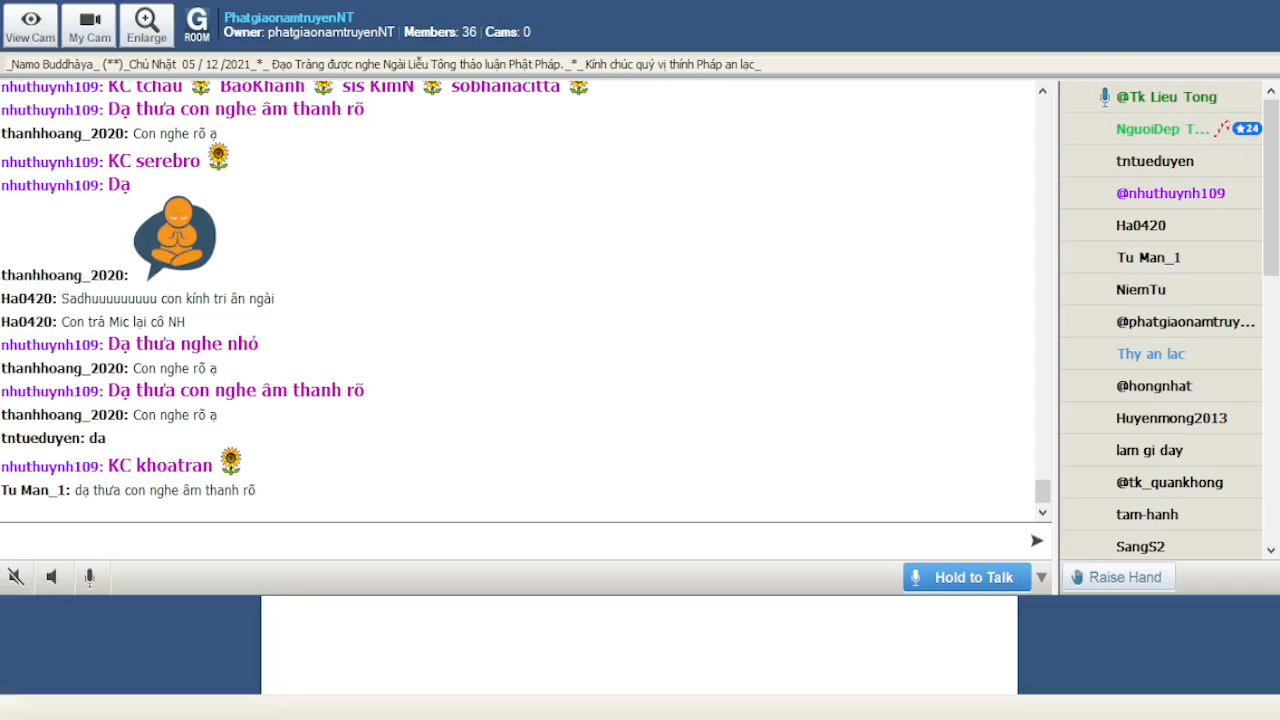 View Cam
My Cam
Enlarge
G
ROOM
PhatgiaonamtruyenNT
Owner: phatgiaonamtruyenNT | Members: 36 | Cams: 0
_Namo Buddhàya_ (**)_Chủ Nhật 05 / 12 /2021_*_ Đạo Tràng được nghe Ngài Liễu Tông thảo luận Phật Pháp._*_Kính chúc quý vị thính Pháp an lạc_
nhuthuynh109: KC tchau BaoKhanh sis KimN sobhanacitta
nhuthuynh109: Dạ thưa con nghe âm thanh rõ
thanhhoang_2020: Con nghe rõ ạ
nhuthuynh109: KC serebro
nhuthuynh109: Dạ
thanhhoang_2020:
Ha0420: Sadhuuuuuuuuu con kính tri ân ngài
Ha0420: Con trả Mic lại cô NH
nhuthuynh109: Dạ thưa nghe nhỏ
thanhhoang_2020: Con nghe rõ ạ
nhuthuynh109: Dạ thưa con nghe âm thanh rõ
thanhhoang_2020: Con nghe rõ ạ
tntueduyen: da
nhuthuynh109: KC khoatran
Tu Man_1: dạ thưa con nghe âm thanh rõ
@Tk Lieu Tong
NguoiDep T... 24
tntueduyen
@nhuthuynh109
Ha0420
Tu Man_1
NiemTu
@phatgiaonamtruy...
Thy an lac
@hongnhat
Huyenmong2013
lam gi day
@tk_quankhong
tam-hanh
SangS2
Hold to Talk
Raise Hand